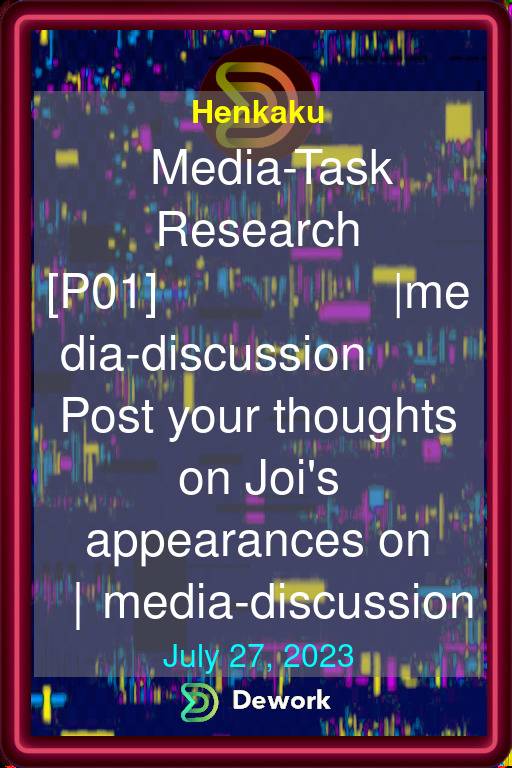 Henkaku
Media-Task
Research
[P01] |me
dia-discussion
Post your thoughts
on Joi's
appearances on
| media-discussion
July 27, 2023
Dework